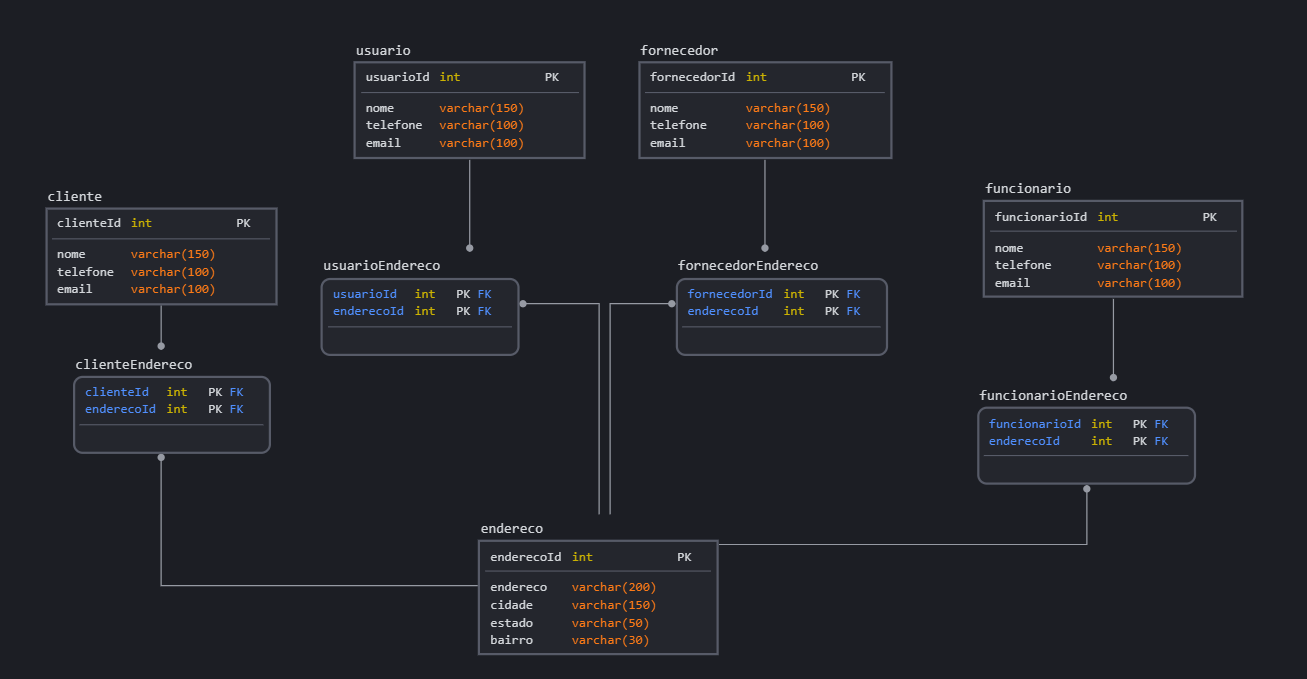 usuario
usuarioId int PK
nome varchar(150)
telefone varchar(100)
email varchar(100)
fornecedor
fornecedorId int PK
nome varchar(150)
telefone varchar(100)
email varchar(100)
cliente
clienteId int PK
nome varchar(150)
telefone varchar(100)
email varchar(100)
funcionario
funcionarioId int PK
nome varchar(150)
telefone varchar(100)
email varchar(100)
usuarioEndereco
usuarioId int PK FK
enderecoId int PK FK
fornecedorEndereco
fornecedorId int PK FK
enderecoId int PK FK
clienteEndereco
clienteId int PK FK
enderecoId int PK FK
funcionarioEndereco
funcionarioId int PK FK
enderecoId int PK FK
endereco
enderecoId int PK
endereco varchar(200)
cidade varchar(150)
estado varchar(50)
bairro varchar(30)